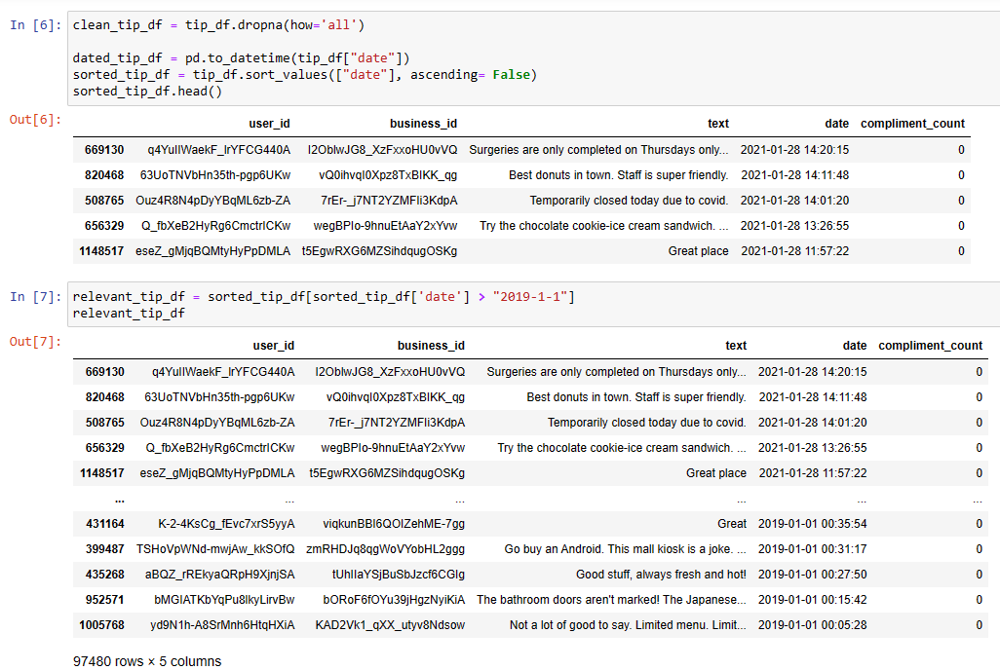 In [6]: clean_tip_df = tip_df.dropna(how='all')
dated_tip_df = pd.to_datetime(tip_df["date"])
sorted_tip_df = tip_df.sort_values(["date"], ascending= False)
sorted_tip_df.head()
Out[6]:
user_id business_id text date compliment_count
669130 q4YullWaekF_IrYFCG440A I2OblwJG8_XzFxxoHU0vVQ Surgeries are only completed on Thursdays only... 2021-01-28 14:20:15 0
820468 63UoTNVbHn35th-pgp6UKw vQ0ihvqI0Xpz8TxBIKK_qg Best donuts in town. Staff is super friendly. 2021-01-28 14:11:48 0
508765 Ouz4R8N4pDyYBqML6zb-ZA 7rEr-_j7NT2YZMFIi3KdpA Temporarily closed today due to covid. 2021-01-28 14:01:20 0
656329 Q_fbXeB2HyRg6CmctrICKw wegBPIo-9hnuEtAaY2xYvw Try the chocolate cookie-ice cream sandwich. ... 2021-01-28 13:26:55 0
1148517 eseZ_gMjqBQMtyHyPpDMLA t5EgwRXG6MZSihdqugOSKg Great place 2021-01-28 11:57:22 0
In [7]: relevant_tip_df = sorted_tip_df[sorted_tip_df['date'] > "2019-1-1"]
relevant_tip_df
Out[7]:
user_id business_id text date compliment_count
669130 q4YullWaekF_IrYFCG440A I2OblwJG8_XzFxxoHU0vVQ Surgeries are only completed on Thursdays only... 2021-01-28 14:20:15 0
820468 63UoTNVbHn35th-pgp6UKw vQ0ihvqI0Xpz8TxBIKK_qg Best donuts in town. Staff is super friendly. 2021-01-28 14:11:48 0
508765 Ouz4R8N4pDyYBqML6zb-ZA 7rEr-_j7NT2YZMFIi3KdpA Temporarily closed today due to covid. 2021-01-28 14:01:20 0
656329 Q_fbXeB2HyRg6CmctrICKw wegBPIo-9hnuEtAaY2xYvw Try the chocolate cookie-ice cream sandwich. ... 2021-01-28 13:26:55 0
1148517 eseZ_gMjqBQMtyHyPpDMLA t5EgwRXG6MZSihdqugOSKg Great place 2021-01-28 11:57:22 0
... ... ... ... ... ...
431164 K-2-4KsCg_fEvc7xrS5yyA viqkunBBl6QOIZehME-7gg Great 2019-01-01 00:35:54 0
399487 TSHoVpWNd-mwjAw_kkSOfQ zmRHDJq8qgWoVYobHL2ggg Go buy an Android. This mall kiosk is a joke. ... 2019-01-01 00:31:17 0
435268 aBQZ_rREkyaQRpH9XjnjSA tUhIIaYSjBuSbJzcf6CGIg Good stuff, always fresh and hot! 2019-01-01 00:27:50 0
952571 bMGIATKbYqPu8lkyLirvBw bORoF6fOYu39jHgzNyiKiA The bathroom doors aren't marked! The Japanese... 2019-01-01 00:15:42 0
1005768 yd9N1h-A8SrMnh6HtqHXiA KAD2Vk1_qXX_utyv8Ndsow Not a lot of good to say. Limited menu. Limit... 2019-01-01 00:05:28 0
97480 rows × 5 columns